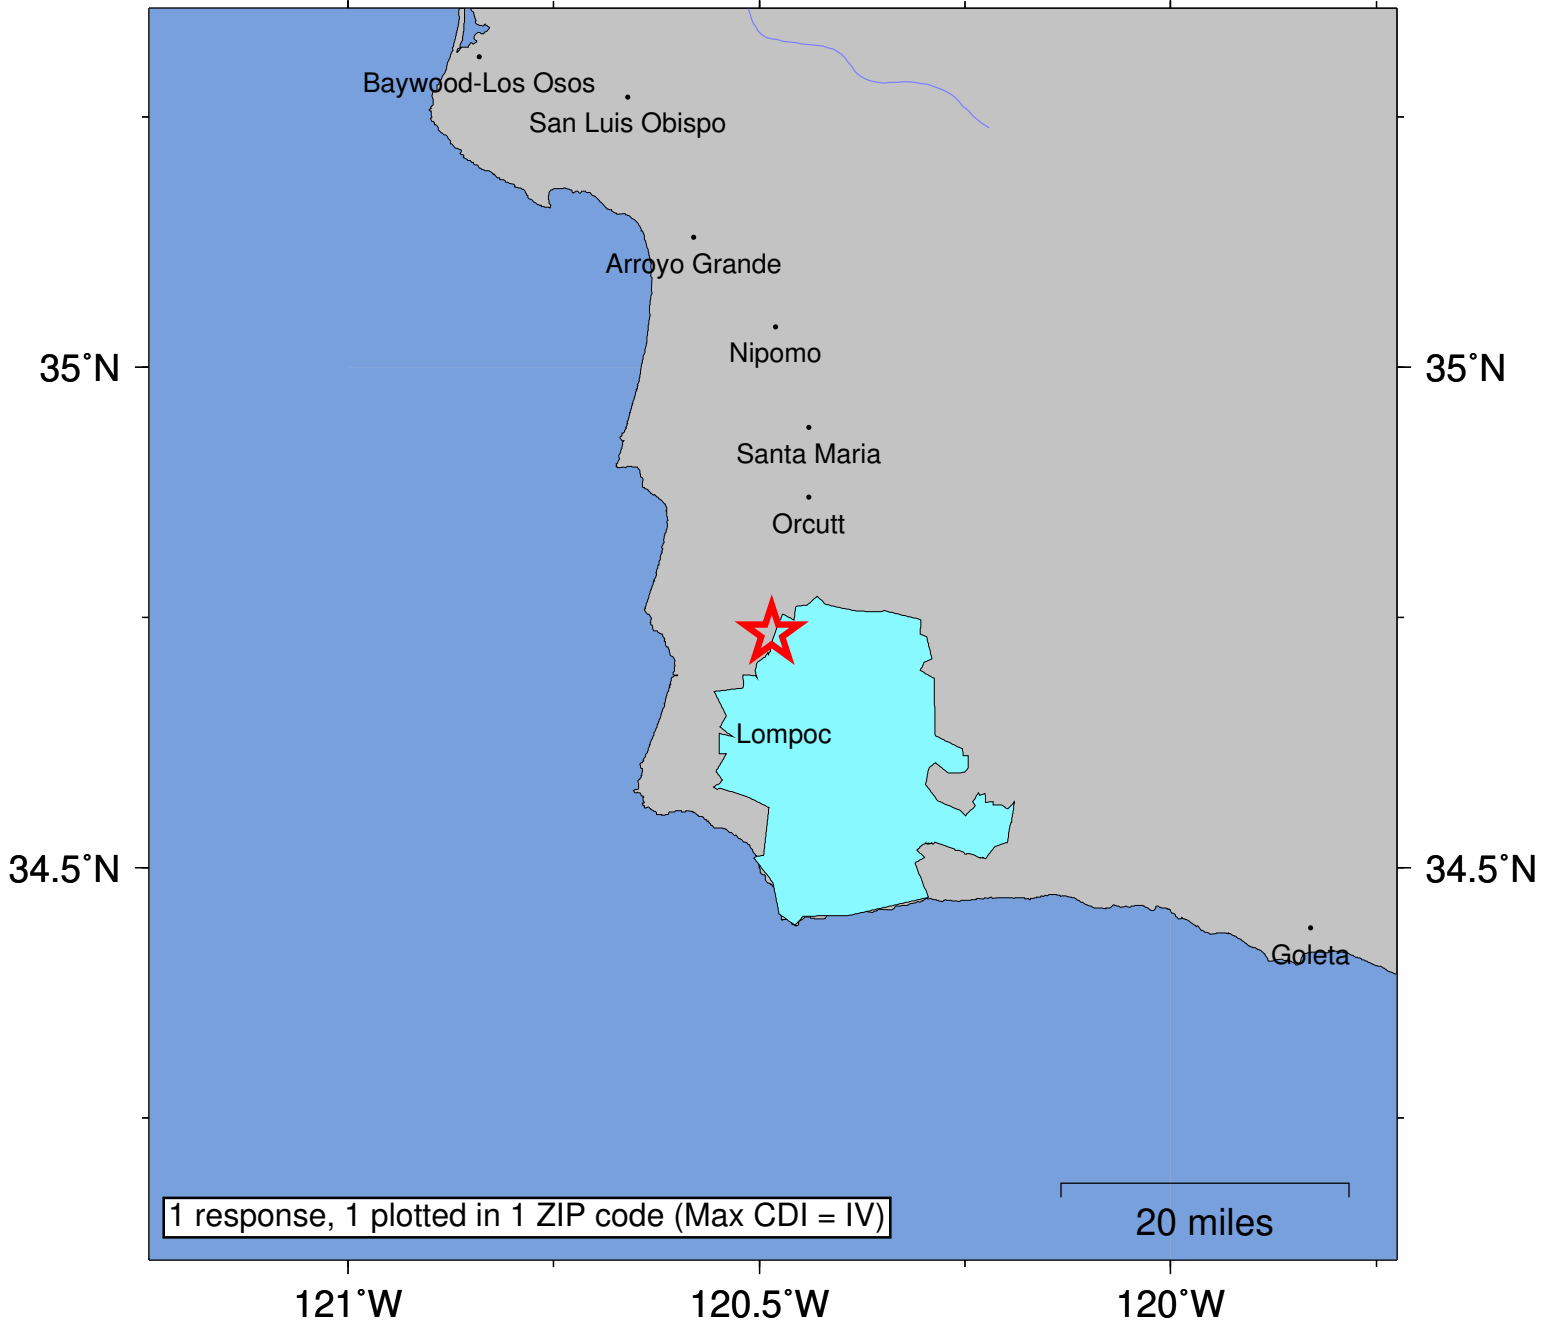 Baywood-Los Osos
San Luis Obispo
Arroyo Grande
Nipomo
35˚N
35˚N
Santa Maria
Orcutt
Lompoc
34.5˚N
34.5˚N
Goleta
1 response, 1 plotted in 1 ZIP code (Max CDI = IV)
20 miles
121˚W
120.5˚W
120˚W